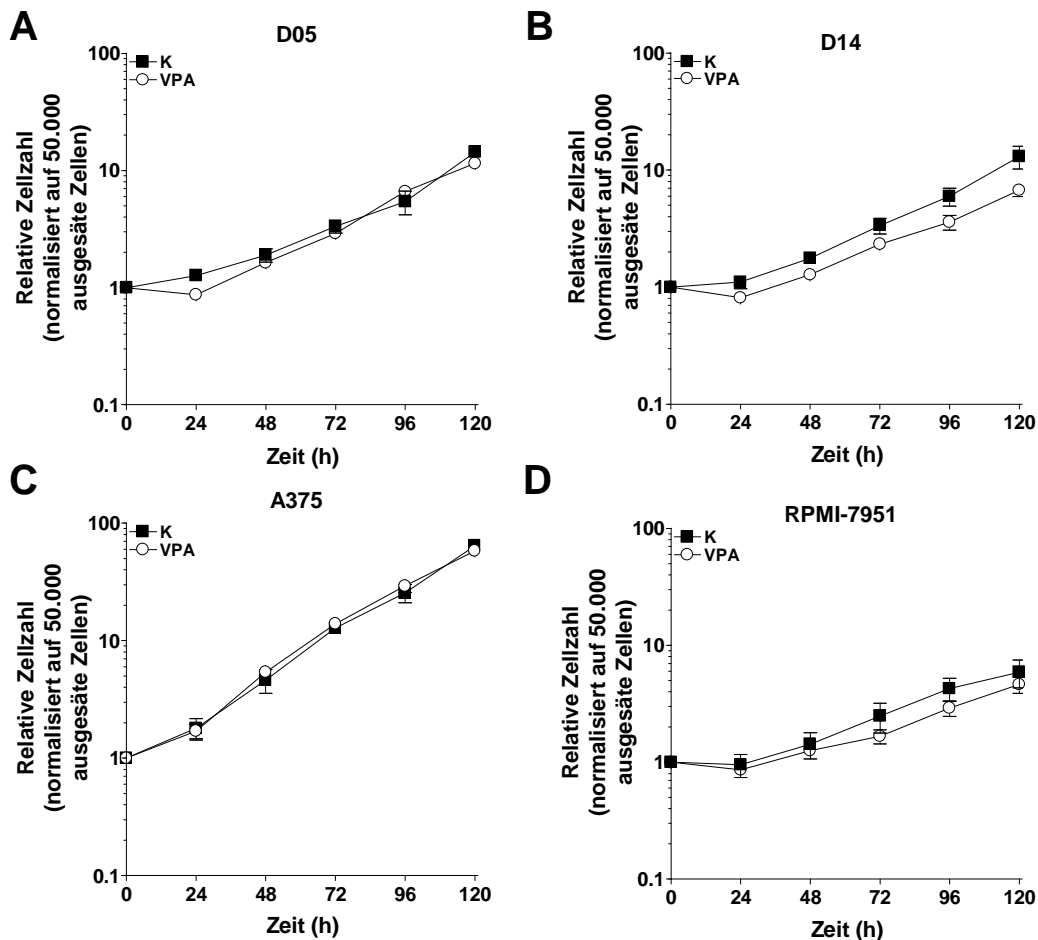 A
D05
K
VPA
Relative Zellzahl
(normalisiert auf 50.000
ausgesäte Zellen)
100
10
1
0.1
0 24 48 72 96 120
Zeit (h)
B
D14
K
VPA
Relative Zellzahl
(normalisiert auf 50.000
ausgesäte Zellen)
100
10
1
0.1
0 24 48 72 96 120
Zeit (h)
C
A375
K
VPA
Relative Zellzahl
(normalisiert auf 50.000
ausgesäte Zellen)
100
10
1
0.1
0 24 48 72 96 120
Zeit (h)
D
RPMI-7951
K
VPA
Relative Zellzahl
(normalisiert auf 50.000
ausgesäte Zellen)
100
10
1
0.1
0 24 48 72 96 120
Zeit (h)